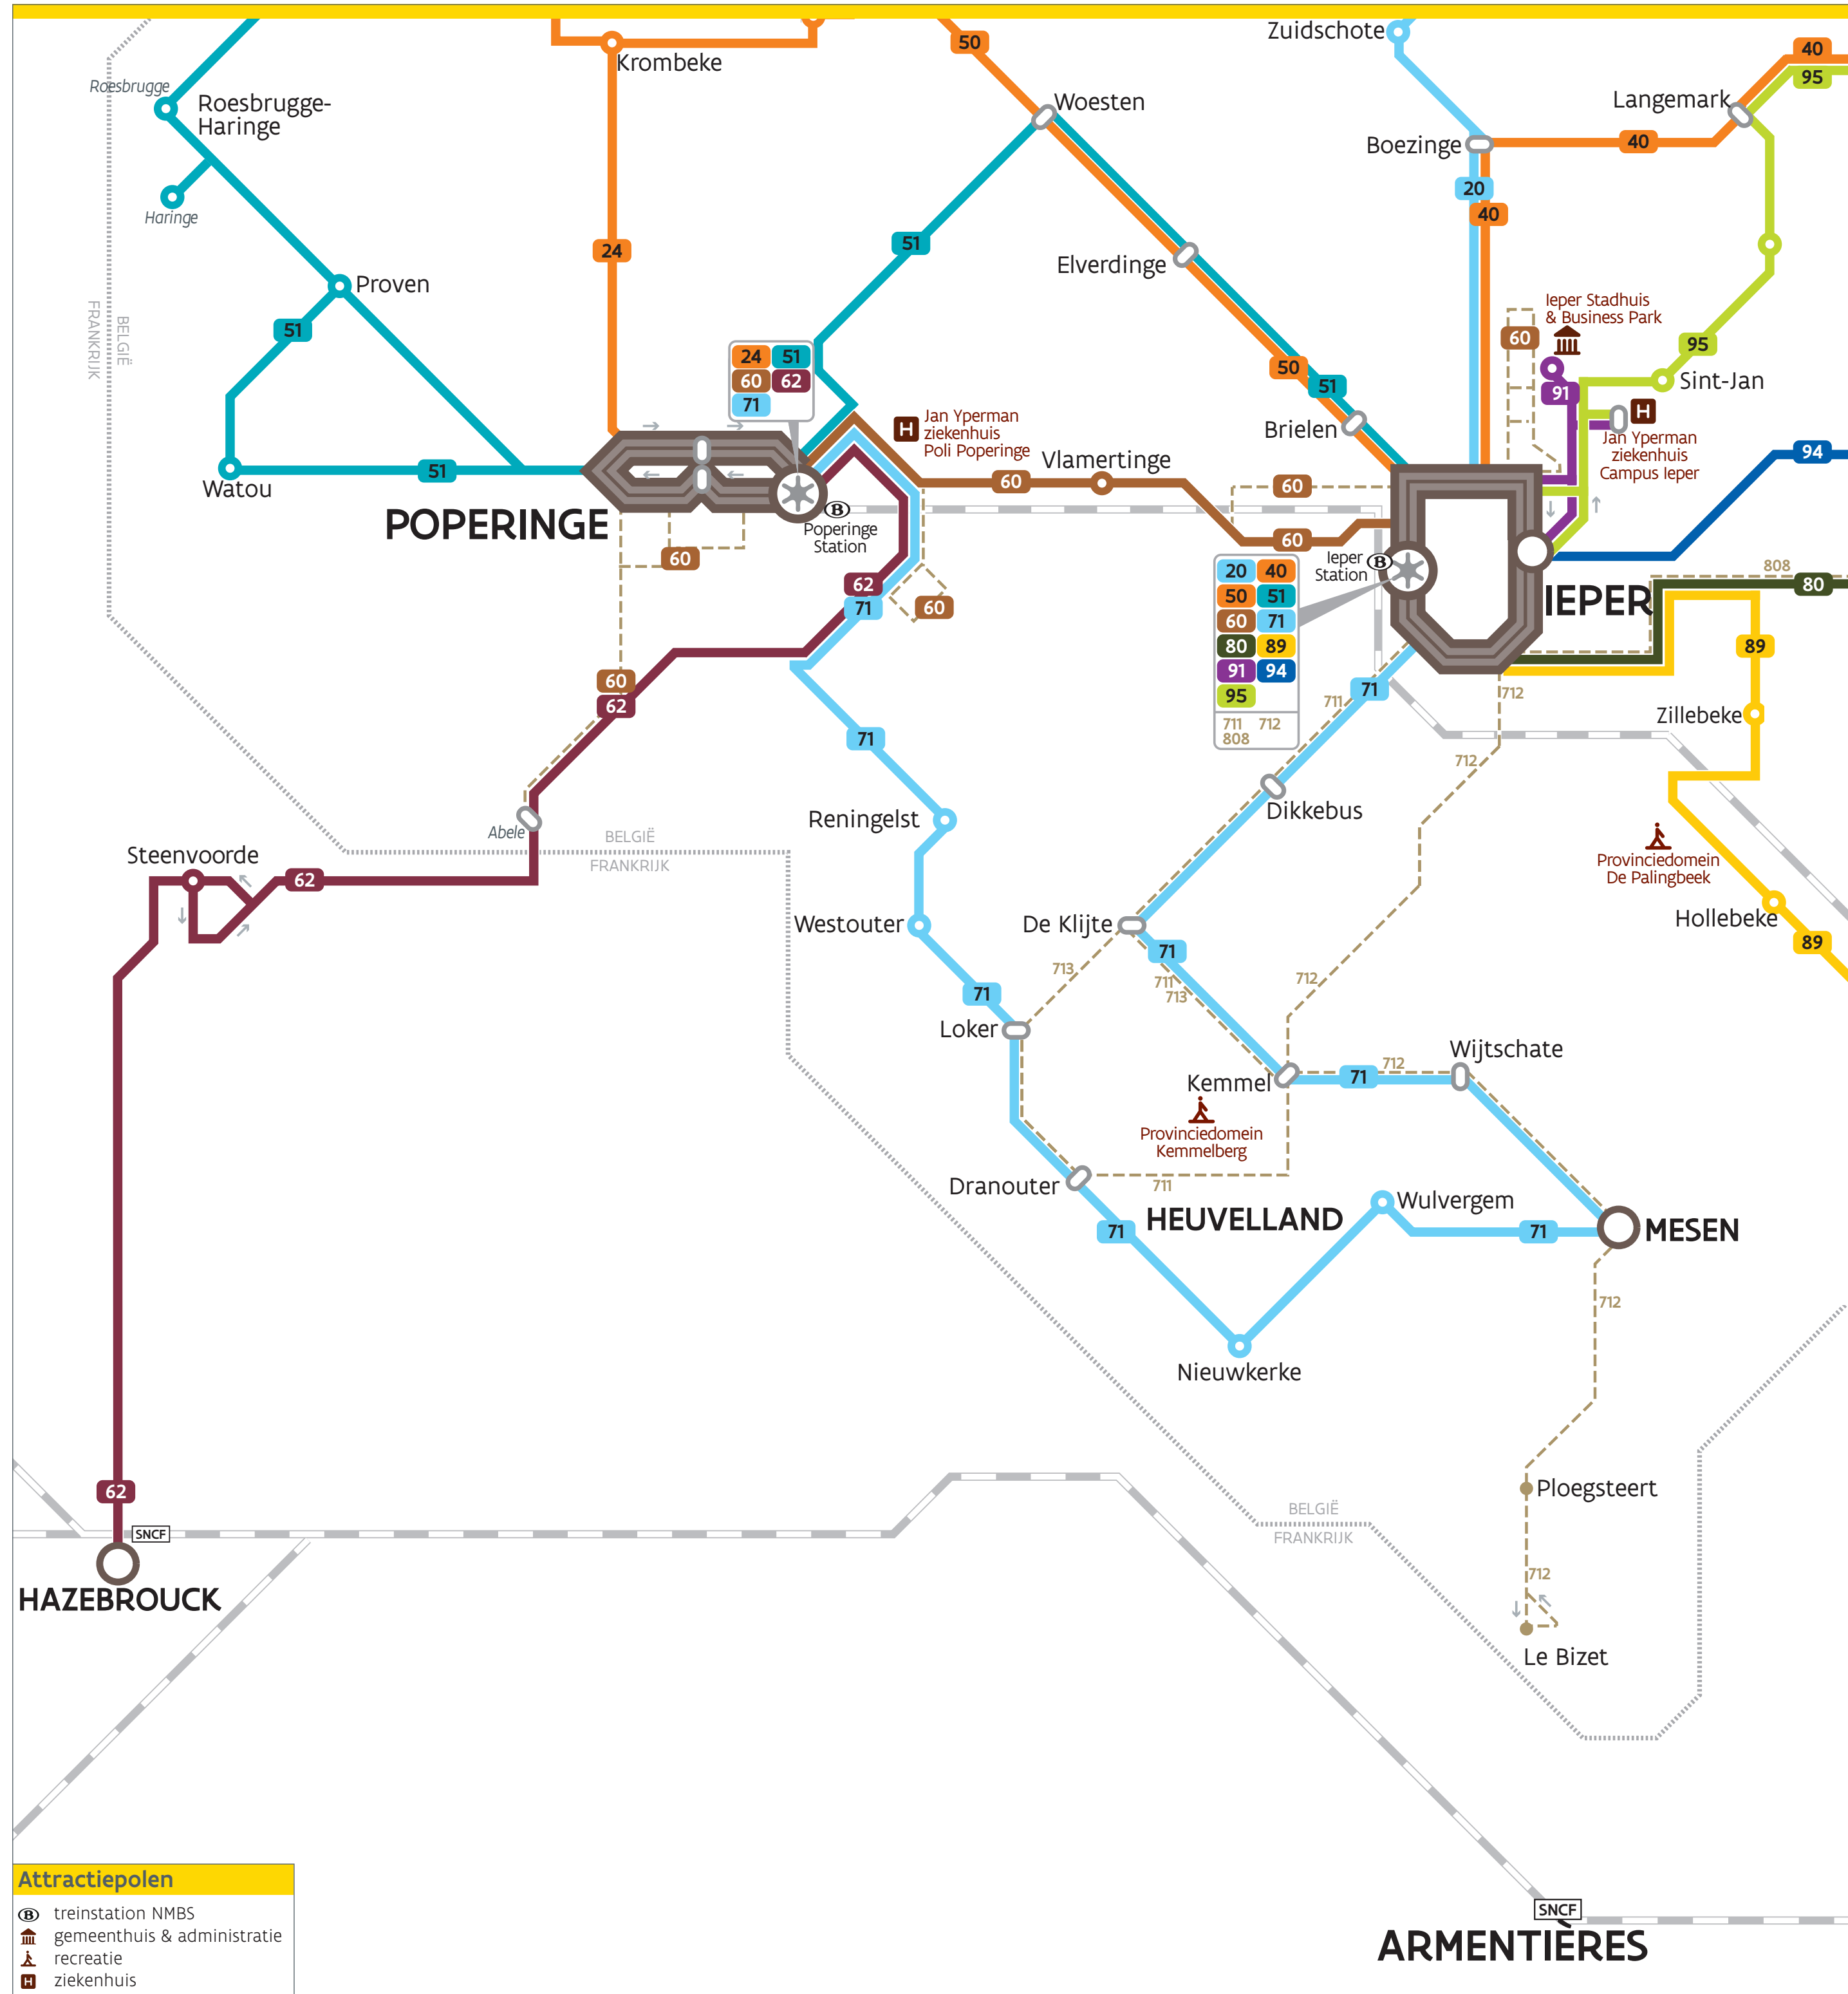 Zuidschote
40
50
Krombeke
95
Roesbrugge
Roesbrugge-
Haringe
Woesten
Langemark
Boezinge
40
20
40
Haringe
51
24
Elverdinge
Proven
BELGIË
FRANKRIJK
51
Ieper Stadhuis
& Business Park
60
95
24 51
60 62
71
50
51
91
Sint-Jan
Jan Yperman
ziekenhuis
Poli Poperinge
H
H
Brielen
Jan Yperman
ziekenhuis
Campus Ieper
94
Vlamertinge
51
Watou
60
60
POPERINGE
B
Poperinge
Station
60
60
Ieper
Station
B
808
80
62
71
60
20 40
50 51
60 71
80 89
91 94
95
711 712
808
IEPER
89
60
62
71
711
712
Zillebeke
71
712
Reningelst
Dikkebus
Abele
BELGIË
FRANKRIJK
Steenvoorde
62
Provinciedomein
De Palingbeek
Westouter
De Klijte
Hollebeke
71
89
713
711
713
712
71
Loker
Wijtschate
712
71
Kemmel
Provinciedomein
Kemmelberg
Dranouter
711
Wulvergem
HEUVELLAND
71
71
MESEN
712
Nieuwkerke
62
Ploegsteert
BELGIË
FRANKRIJK
SNCF
HAZEBROUCK
712
Le Bizet
Attractiepolen
B treinstation NMBS
gemeenthuis & administratie
recreatie
H ziekenhuis
SNCF
ARMENTIÈRES